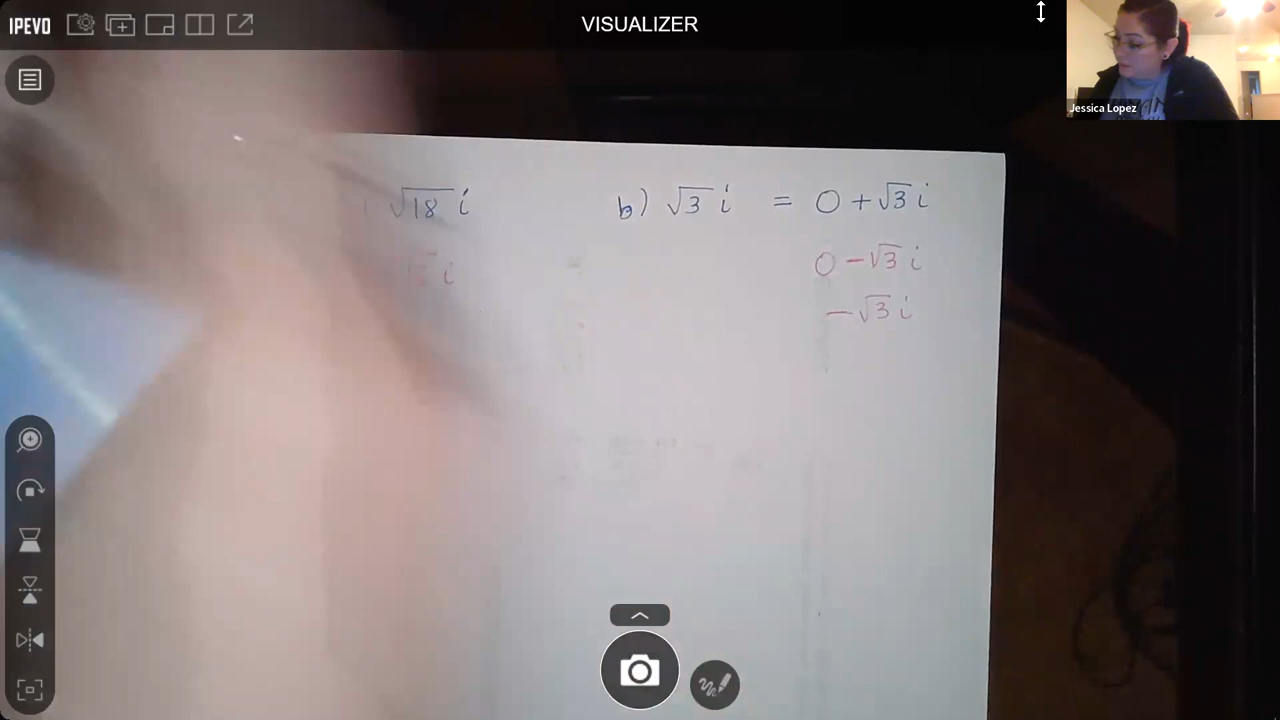 IPEVO
VISUALIZER
Jessica Lopez
√18 i
i
b) √3 i = 0 + √3 i
0 − √3 i
− √3 i